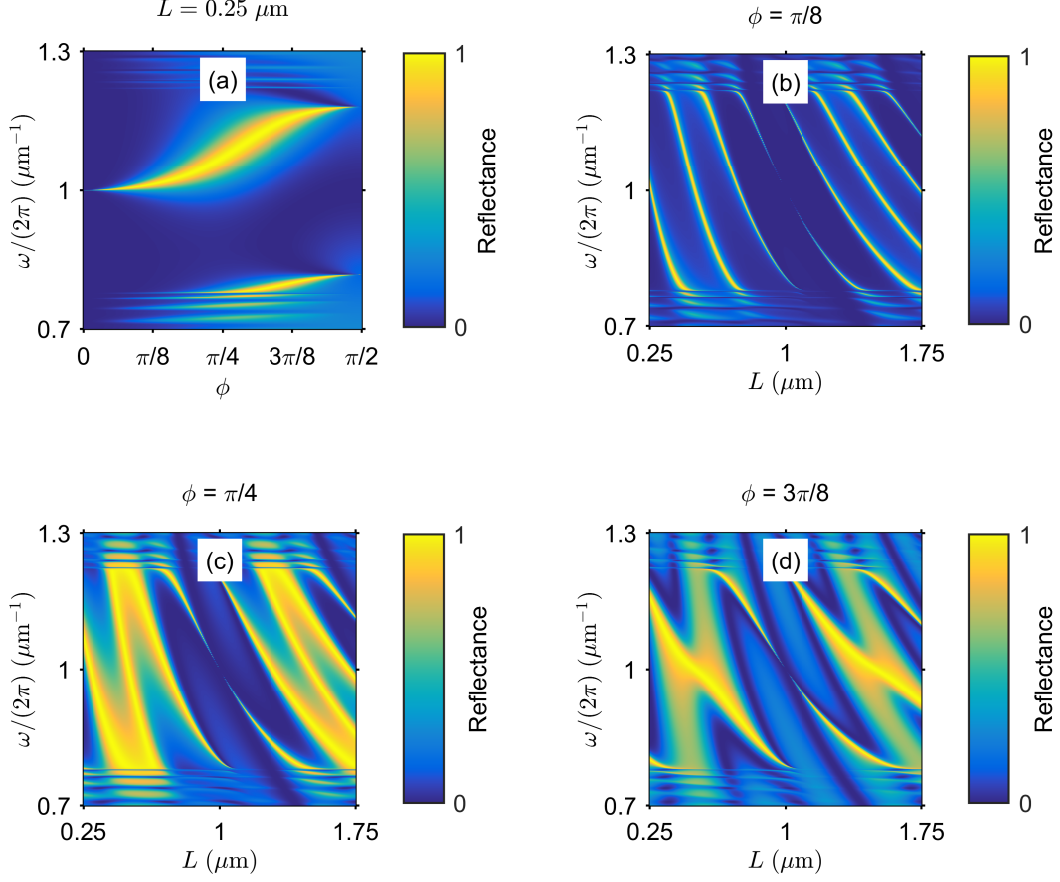 L = 0.25 μm
(a)
1.3
1
0.7
ω/(2π) (μm⁻¹)
0 π/8 π/4 3π/8 π/2
ϕ
1
0
Reflectance
ϕ = π/8
(b)
1.3
1
0.7
ω/(2π) (μm⁻¹)
0.25 1 1.75
L (μm)
1
0
Reflectance
ϕ = π/4
(c)
1.3
1
0.7
ω/(2π) (μm⁻¹)
0.25 1 1.75
L (μm)
1
0
Reflectance
ϕ = 3π/8
(d)
1.3
1
0.7
ω/(2π) (μm⁻¹)
0.25 1 1.75
L (μm)
1
0
Reflectance